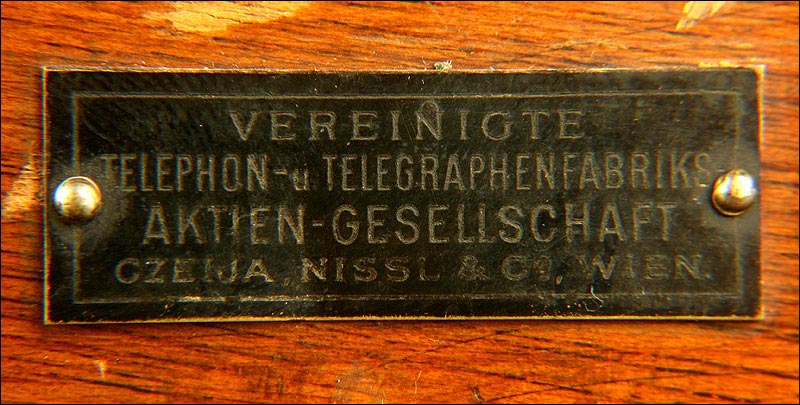 VEREINIGTE
TELEPHON-u TELEGRAPHENFABRIKS
AKTIEN-GESELLSCHAFT
CZEIJA, NISSL & Co, WIEN.